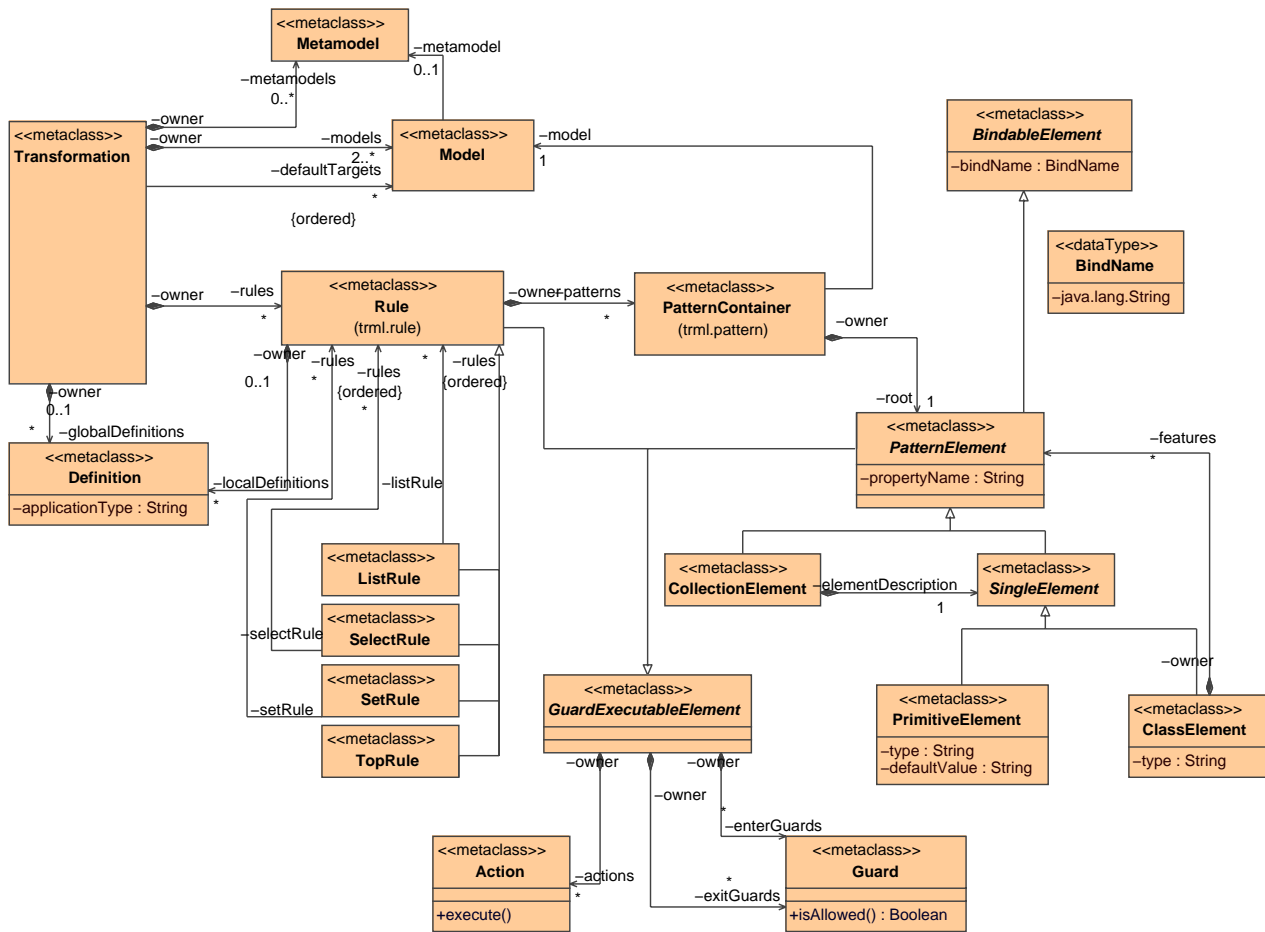 <<metaclass>>
Metamodel
–metamodel
0..1
–metamodels
0..*
<<metaclass>>
Transformation
–owner
–owner
–models
2..*
<<metaclass>>
Model
–model
1
–defaultTargets
*
{ordered}
<<metaclass>>
BindableElement
–bindName : BindName
<<dataType>>
BindName
–java.lang.String
–owner
–rules
*
<<metaclass>>
Rule
(trml.rule)
–owner
–patterns
*
<<metaclass>>
PatternContainer
(trml.pattern)
–owner
–root
1
–owner
0..1
–rules
*
–rules
{ordered}
*
*
–rules
{ordered}
–owner
0..1
*
–globalDefinitions
<<metaclass>>
Definition
–applicationType : String
–localDefinitions
*
–listRule
<<metaclass>>
PatternElement
–propertyName : String
–features
*
<<metaclass>>
ListRule
<<metaclass>>
CollectionElement
–elementDescription
1
<<metaclass>>
SingleElement
–selectRule
<<metaclass>>
SelectRule
–setRule
<<metaclass>>
SetRule
<<metaclass>>
TopRule
<<metaclass>>
GuardExecutableElement
<<metaclass>>
PrimitiveElement
–type : String
–defaultValue : String
–owner
<<metaclass>>
ClassElement
–type : String
–owner
–owner
–owner
*
–enterGuards
<<metaclass>>
Action
+execute()
–actions
*
*
–exitGuards
<<metaclass>>
Guard
+isAllowed() : Boolean